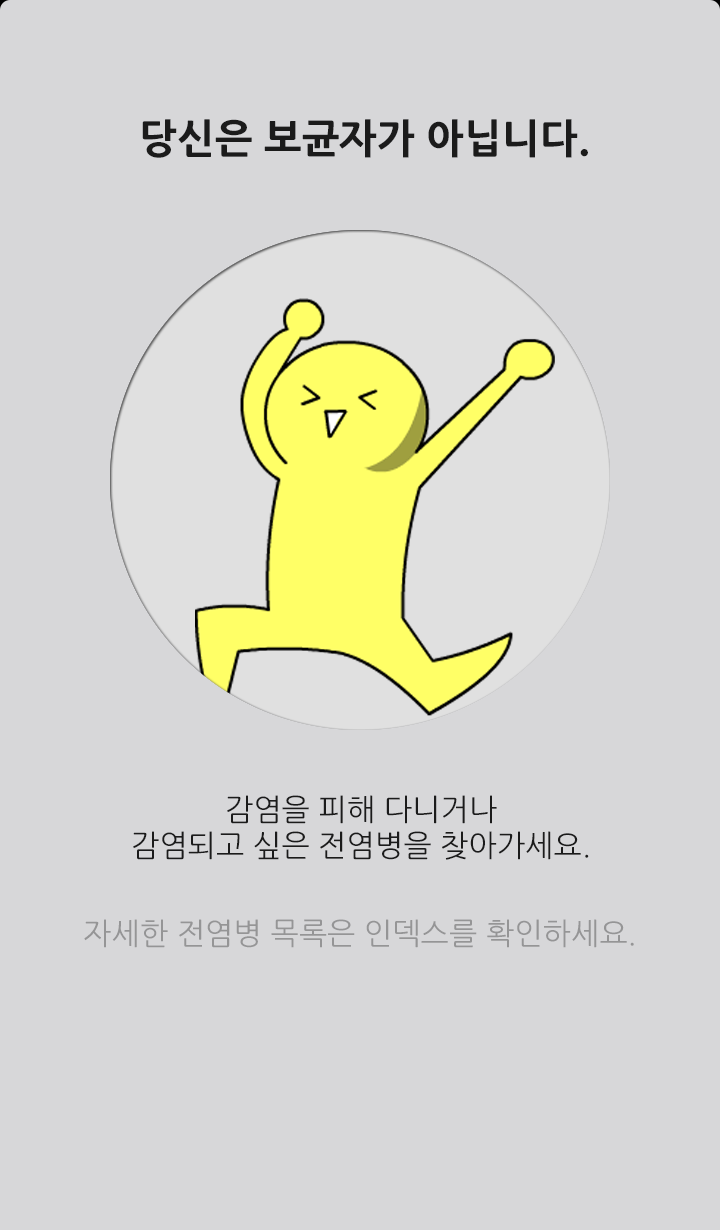 당신은 보균자가 아닙니다.
감염을 피해 다니거나
감염되고 싶은 전염병을 찾아가세요.
자세한 전염병 목록은 인덱스를 확인하세요.